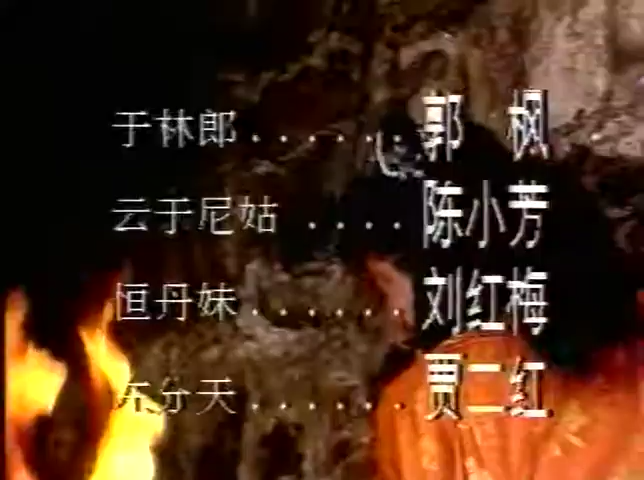 于林郎......郭 枫
云于尼姑 ....陈小芳
恒丹妹......刘红梅
分天......贾二红